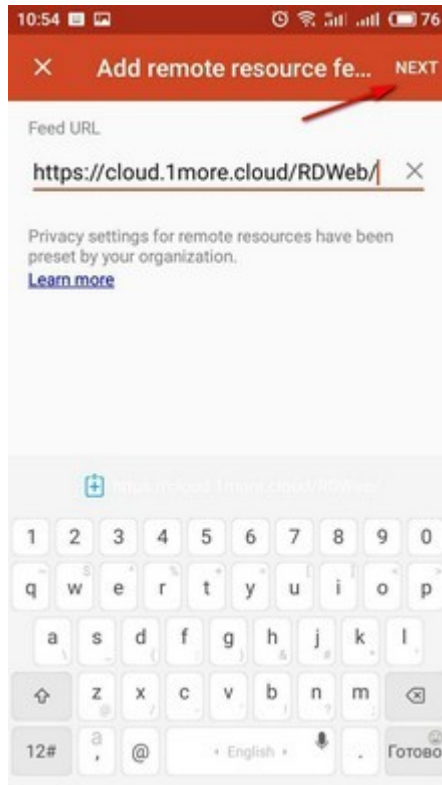 10:54 76
× Add remote resource fe... NEXT
Feed URL
https://cloud.1more.cloud/RDWeb/ ×
Privacy settings for remote resources have been
preset by your organization.
Learn more
https://cloud.1more.cloud/RDWeb/
1 2 3 4 5 6 7 8 9 0
q w e r t y u i o p
a s d f g h j k l
z x c v b n m
12# , @ English . Готово